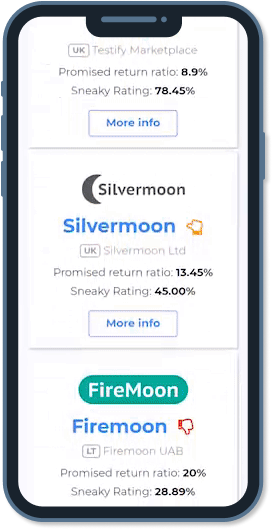 UK Testify Marketplace
Promised return ratio: 8.9%
Sneaky Rating: 78.45%
More info
Silvermoon
Silvermoon
UK Silvermoon Ltd
Promised return ratio: 13.45%
Sneaky Rating: 45.00%
More info
FireMoon
Firemoon
LT Firemoon UAB
Promised return ratio: 20%
Sneaky Rating: 28.89%